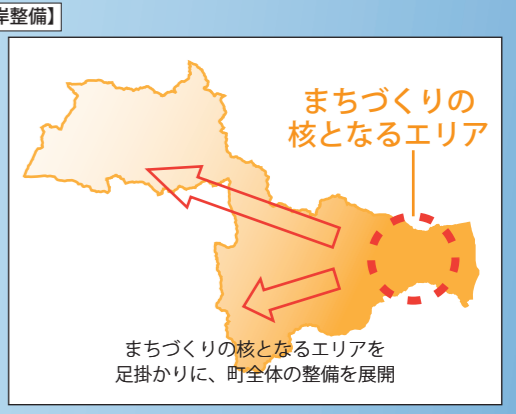 岸整備】
まちづくりの
核となるエリア
まちづくりの核となるエリアを
足掛かりに、町全体の整備を展開